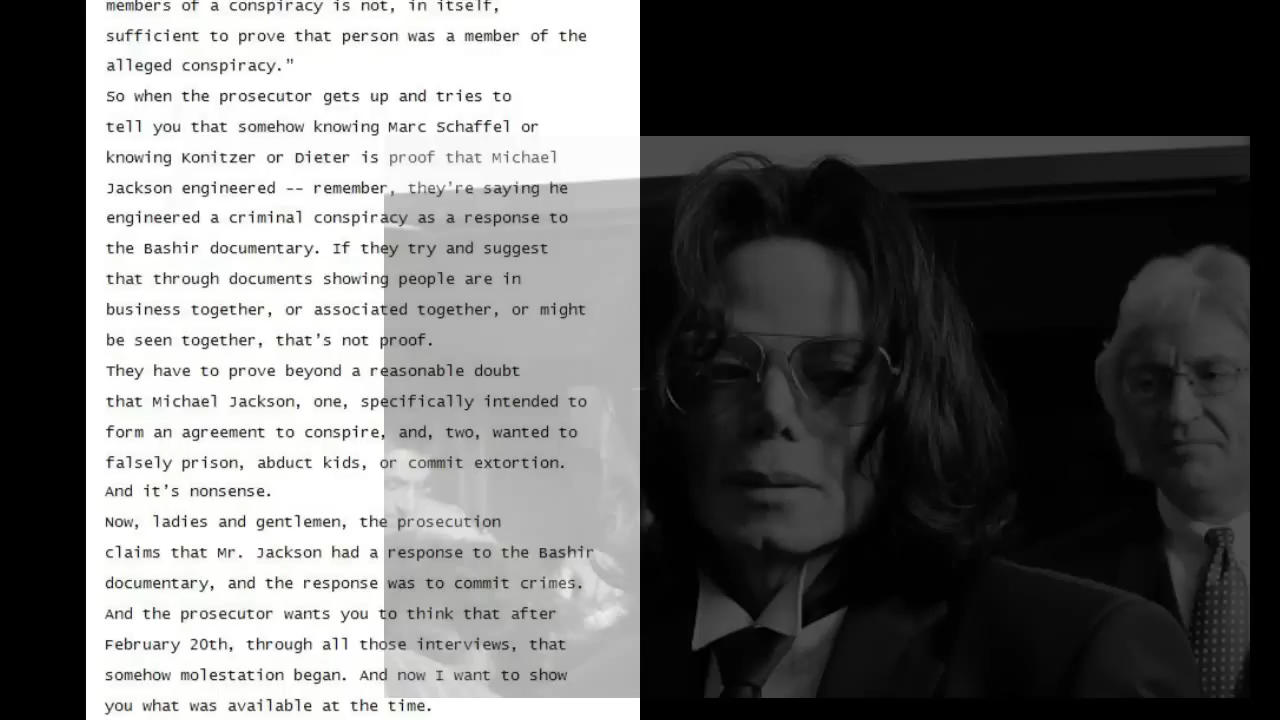 members of a conspiracy is not, in itself,
sufficient to prove that person was a member of the
alleged conspiracy."
So when the prosecutor gets up and tries to
tell you that somehow knowing Marc Schaffel or
knowing Konitzer or Dieter is proof that Michael
Jackson engineered -- remember, they're saying he
engineered a criminal conspiracy as a response to
the Bashir documentary. If they try and suggest
that through documents showing people are in
business together, or associated together, or might
be seen together, that's not proof.
They have to prove beyond a reasonable doubt
that Michael Jackson, one, specifically intended to
form an agreement to conspire, and, two, wanted to
falsely prison, abduct kids, or commit extortion.
And it's nonsense.
Now, ladies and gentlemen, the prosecution
claims that Mr. Jackson had a response to the Bashir
documentary, and the response was to commit crimes.
And the prosecutor wants you to think that after
February 20th, through all those interviews, that
somehow molestation began. And now I want to show
you what was available at the time.